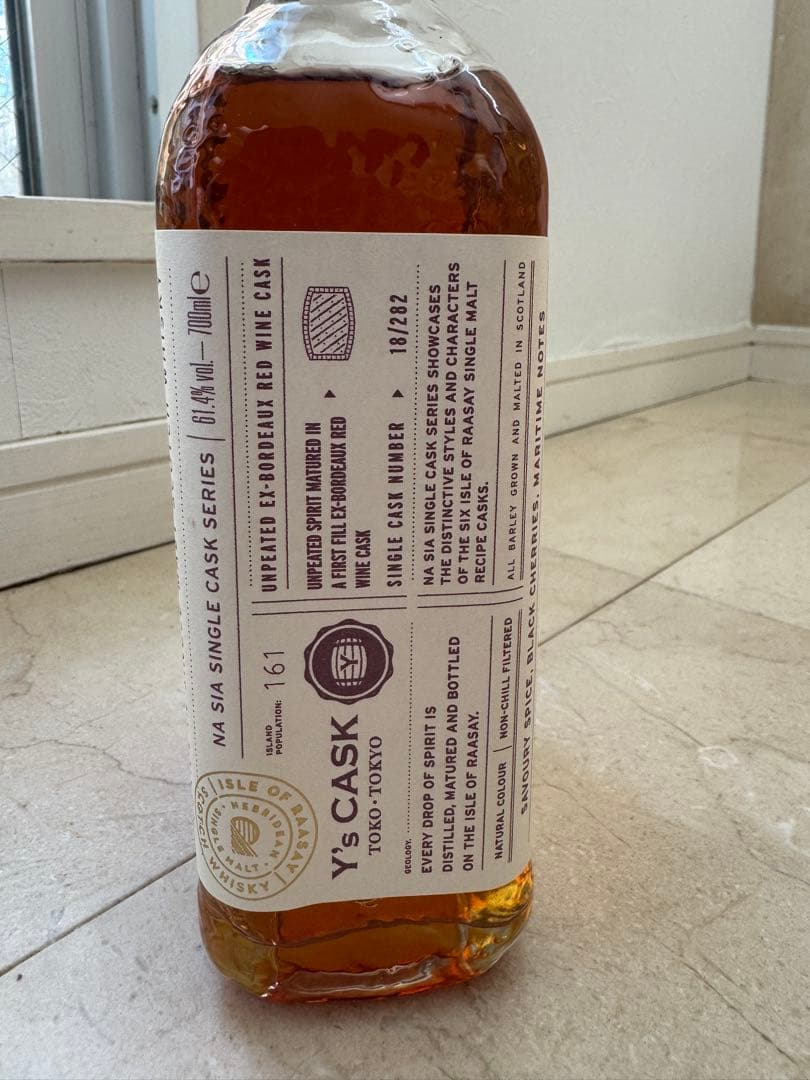 WHISKY
NA SIA SINGLE CASK SERIES | 61.4% vol. — 700ml e
ISLAND
POPULATION: 161
UNPEATED EX-BORDEAUX RED WINE CASK
Y's CASK
TOKO・TOKYO
Y
UNPEATED SPIRIT MATURED IN
A FIRST FILL EX-BORDEAUX RED
WINE CASK
SINGLE CASK NUMBER ▶ 18/282
GEOLOGY.
EVERY DROP OF SPIRIT IS
DISTILLED, MATURED AND BOTTLED
ON THE ISLE OF RAASAY.
NA SIA SINGLE CASK SERIES SHOWCASES
THE DISTINCTIVE STYLES AND CHARACTERS
OF THE SIX ISLE OF RAASAY SINGLE MALT
RECIPE CASKS.
NATURAL COLOUR | NON-CHILL FILTERED
ALL BARLEY GROWN AND MALTED IN SCOTLAND
SAVOURY SPICE, BLACK CHERRIES, MARITIME NOTES
ISLE OF RAASAY
SCOTCH WHISKY
HEBRIDEAN
SINGLE MALT